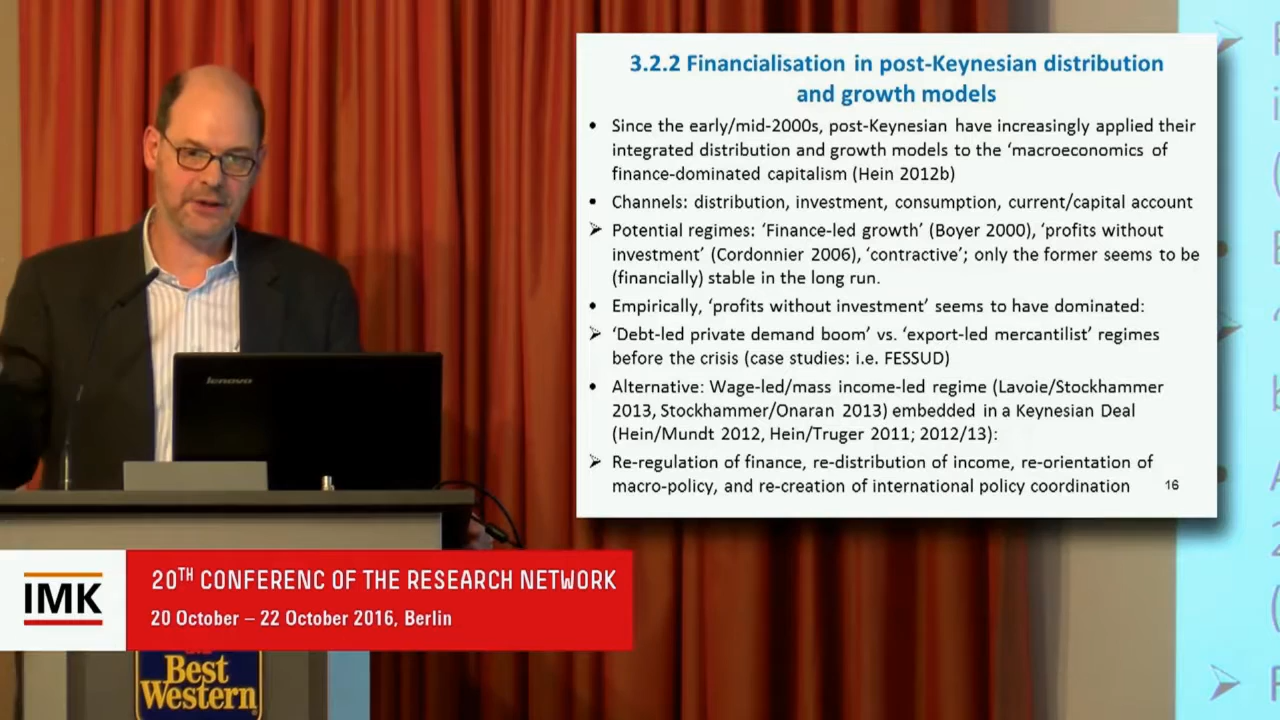 3.2.2 Financialisation in post-Keynesian distribution
and growth models
• Since the early/mid-2000s, post-Keynesian have increasingly applied their
integrated distribution and growth models to the ‘macroeconomics of
finance-dominated capitalism (Hein 2012b)
• Channels: distribution, investment, consumption, current/capital account
➢ Potential regimes: ‘Finance-led growth’ (Boyer 2000), ‘profits without
investment’ (Cordonnier 2006), ‘contractive’; only the former seems to be
(financially) stable in the long run.
• Empirically, ‘profits without investment’ seems to have dominated:
➢ ‘Debt-led private demand boom’ vs. ‘export-led mercantilist’ regimes
before the crisis (case studies: i.e. FESSUD)
• Alternative: Wage-led/mass income-led regime (Lavoie/Stockhammer
2013, Stockhammer/Onaran 2013) embedded in a Keynesian Deal
(Hein/Mundt 2012, Hein/Truger 2011; 2012/13):
➢ Re-regulation of finance, re-distribution of income, re-orientation of
macro-policy, and re-creation of international policy coordination
16
lenovo
IMK
20TH CONFERENC OF THE RESEARCH NETWORK
20 October – 22 October 2016, Berlin
Best
Western